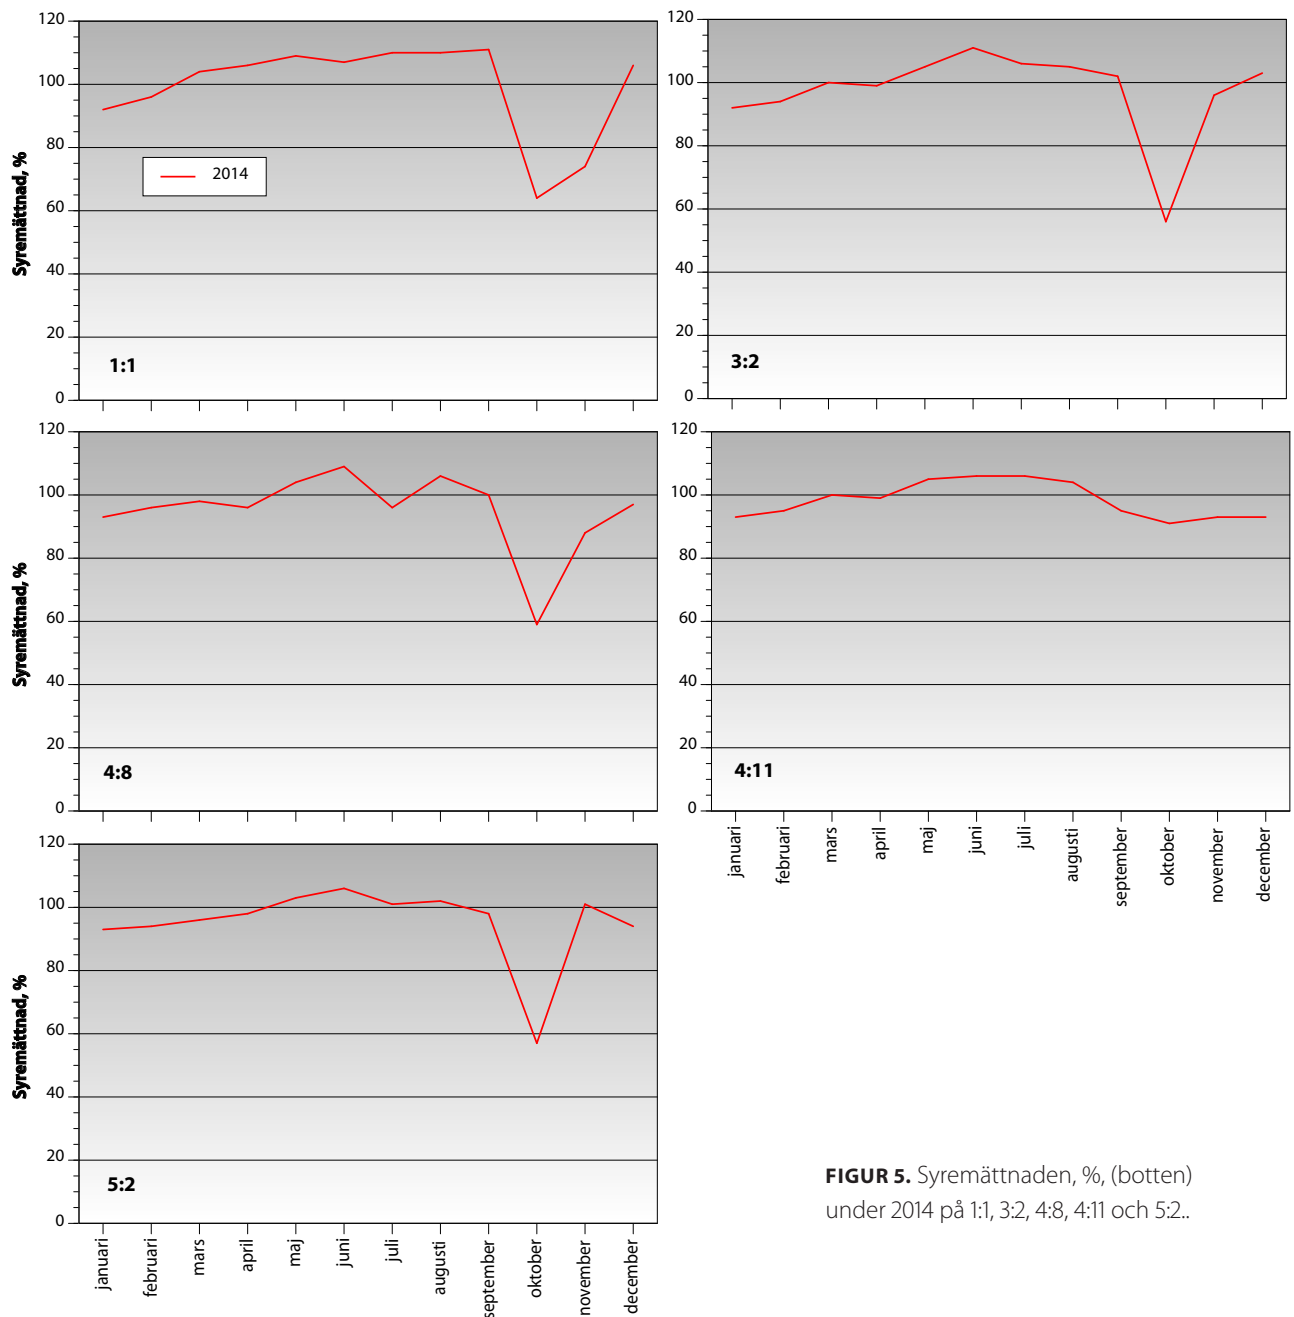 120
100
80
60
40
20
0
Syremättnad, %
2014
1:1
120
100
80
60
40
20
0
3:2
120
100
80
60
40
20
0
Syremättnad, %
4:8
120
100
80
60
40
20
0
4:11
januari
februari
mars
april
maj
juni
juli
augusti
september
oktober
november
december
120
100
80
60
40
20
0
Syremättnad, %
5:2
januari
februari
mars
april
maj
juni
juli
augusti
september
oktober
november
december
FIGUR 5. Syremättnaden, %, (botten)
under 2014 på 1:1, 3:2, 4:8, 4:11 och 5:2..